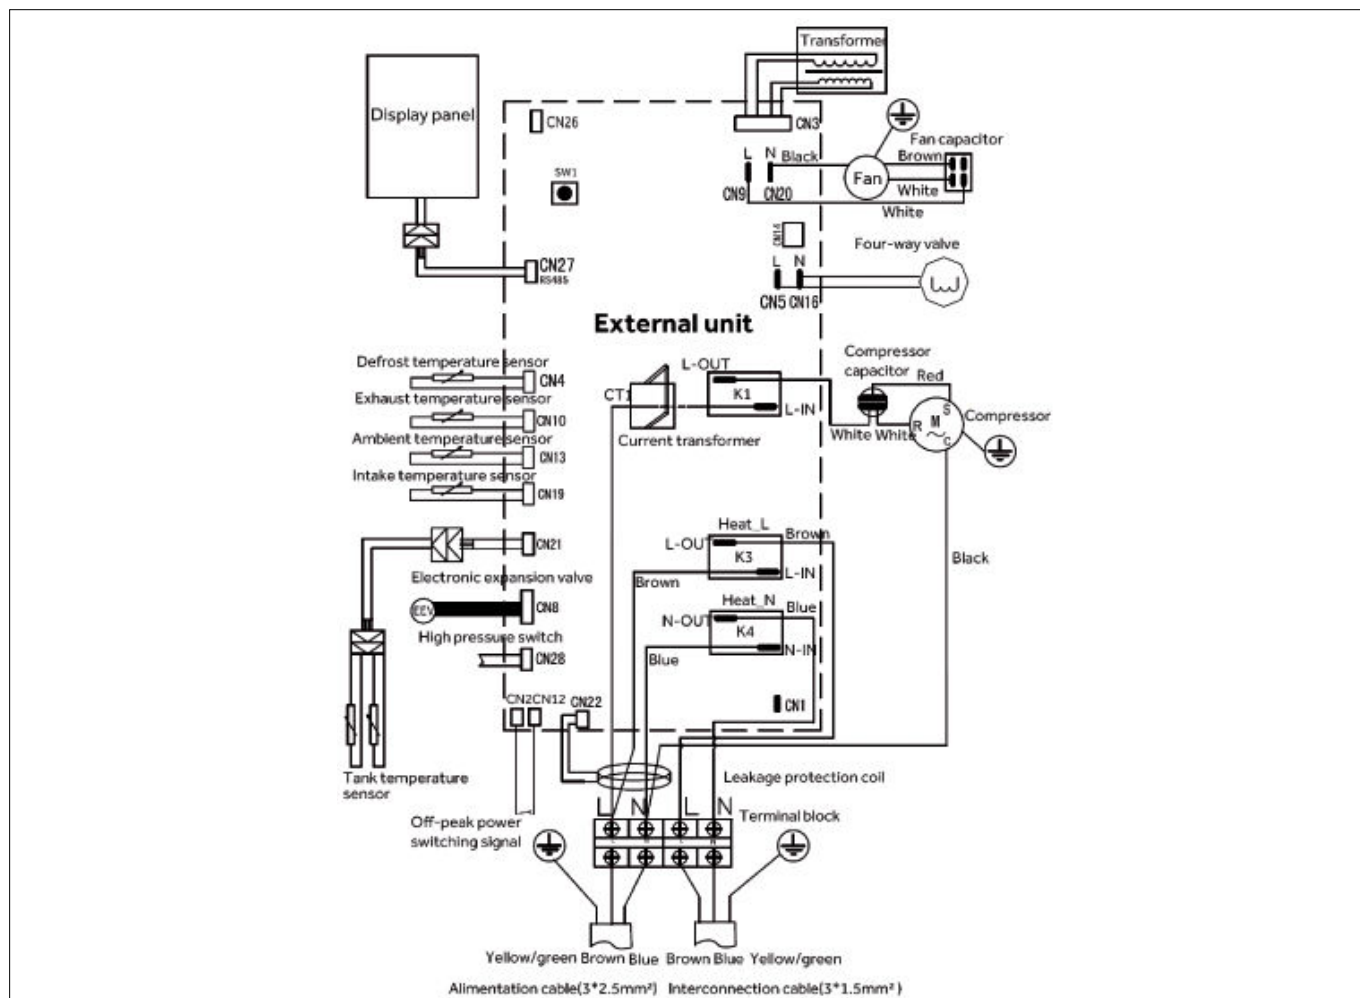 Transformer
Display panel
CN26
CN3
Fan capacitor
L N Black
Brown
SW1
Fan
CN9 CN20
White
White
CN14
Four-way valve
L N
CN27
RS485
CN5 CN16
External unit
Compressor
capacitor
L-OUT
Red
Defrost temperature sensor
CN4
CT1
K1
L-IN
S
Exhaust temperature sensor
CN10
Compressor
M
R
C
White White
Current transformer
Ambient temperature sensor
CN13
Intake temperature sensor
CN19
Heat_L
Brown
L-OUT
K3
L-IN
CN21
Black
Electronic expansion valve
Brown
Heat_N
Blue
EEV
CN8
N-OUT
K4
N-IN
High pressure switch
CN28
Blue
CN2 CN12 CN22
CN1
Tank temperature
sensor
Leakage protection coil
L N L N
Terminal block
Off-peak power
switching signal
Yellow/green Brown Blue Brown Blue Yellow/green
Alimentation cable(3*2.5mm²) Interconnection cable(3*1.5mm²)